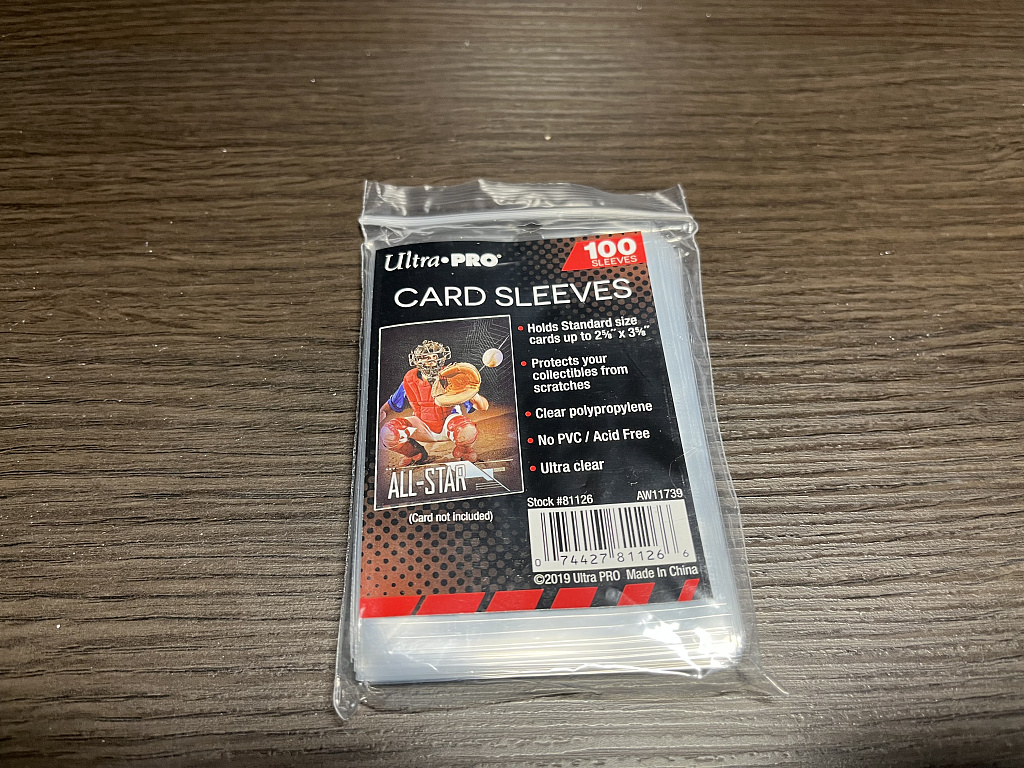 Ultra•PRO®
100
SLEEVES
CARD SLEEVES
• Holds Standard size
cards up to 2⅝" x 3⅝"
• Protects your
collectibles from
scratches
• Clear polypropylene
• No PVC / Acid Free
• Ultra clear
ALL-STAR
(Card not included)
Stock #81126 AW11739
0 74427 81126 6
©2019 Ultra PRO Made In China